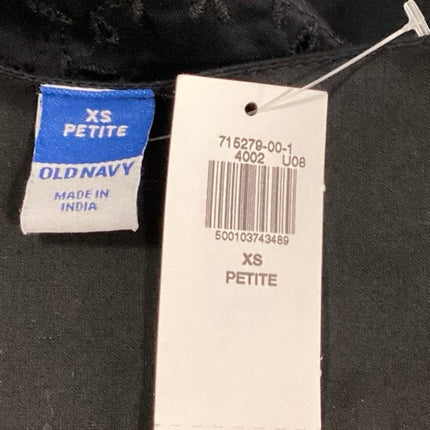 XS
PETITE
OLD NAVY
MADE IN
INDIA
715279-00-1
4002 U08
500103743489
XS
PETITE